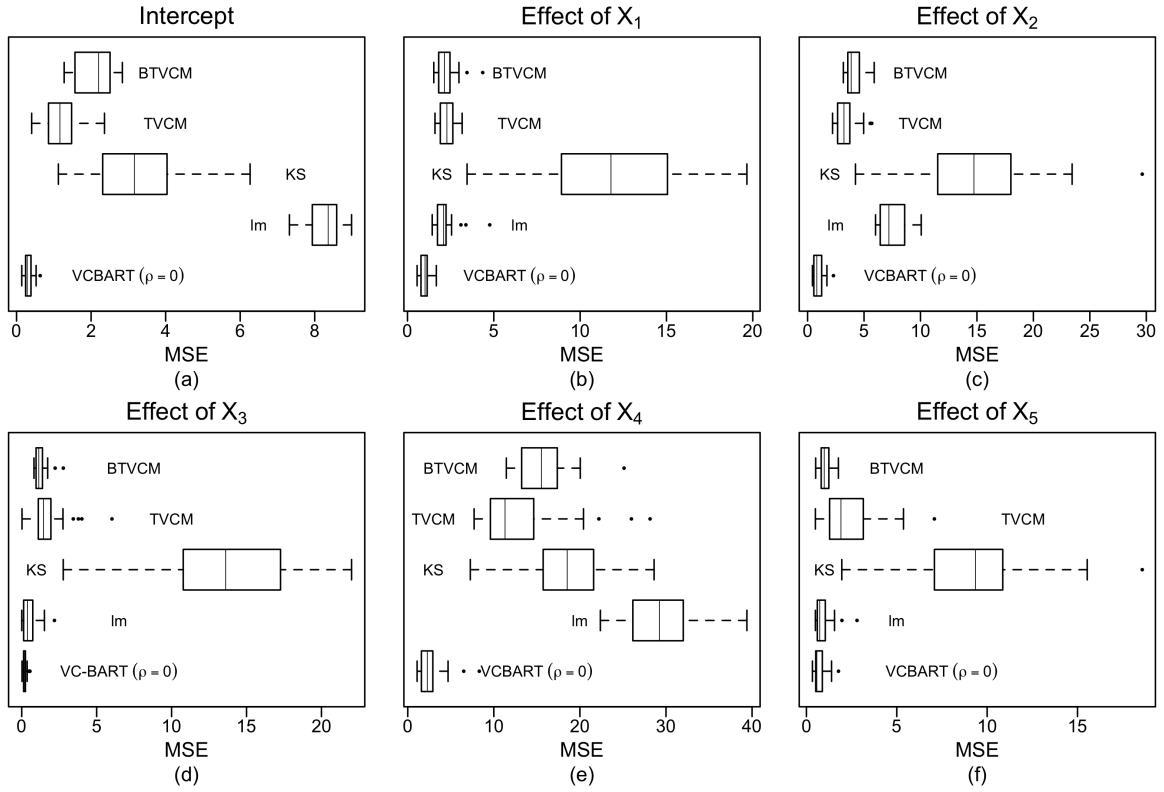 Intercept
BTVCM
TVCM
KS
lm
VCBART (ρ = 0)
0 2 4 6 8
MSE
(a)
Effect of X₁
BTVCM
TVCM
KS
lm
VCBART (ρ = 0)
0 5 10 15 20
MSE
(b)
Effect of X₂
BTVCM
TVCM
KS
lm
VCBART (ρ = 0)
0 5 10 15 20 25 30
MSE
(c)
Effect of X₃
BTVCM
TVCM
KS
lm
VC-BART (ρ = 0)
0 5 10 15 20
MSE
(d)
Effect of X₄
BTVCM
TVCM
KS
lm
VCBART (ρ = 0)
0 10 20 30 40
MSE
(e)
Effect of X₅
BTVCM
TVCM
KS
lm
VCBART (ρ = 0)
0 5 10 15
MSE
(f)